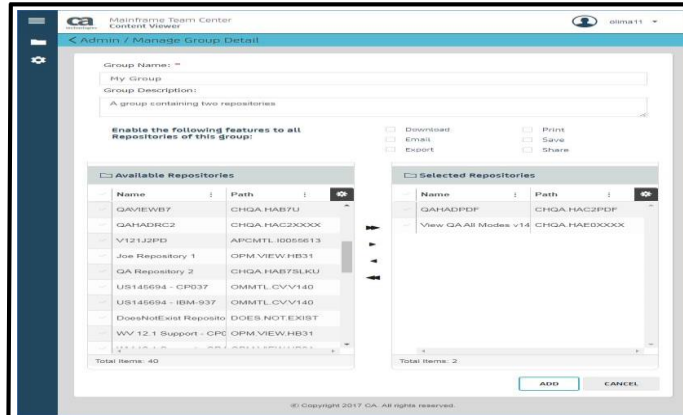 ca
technologies
Mainframe Team Center
Content Viewer
olima11
< Admin / Manage Group Detail
Group Name: *
My Group
Group Description:
A group containing two repositories
Enable the following features to all
Repositories of this group:
Download
Print
Email
Save
Export
Share
Available Repositories
Name Path
QAVIEWB7 CHQA.HAB7U
QAHADRC2 CHQA.HAC2XXXX
V121J2PD APCMTL.I0055613
Joe Repository 1 OPM.VIEW.HB31
QA Repository 2 CHQA.HAB7SLKU
US145694 - CP037 OMMTL.CV.V140
US145694 - IBM-937 OMMTL.CV.V140
DoesNotExist Reposito DOES.NOT.EXIST
WV 12.1 Support - CPC OPM.VIEW.HB31
Total Items: 40
Selected Repositories
Name Path
QAHADPDF CHQA.HAC2PDF
View QA All Modes v14 CHQA.HAE0XXXX
Total Items: 2
ADD
CANCEL
© Copyright 2017 CA. All rights reserved.